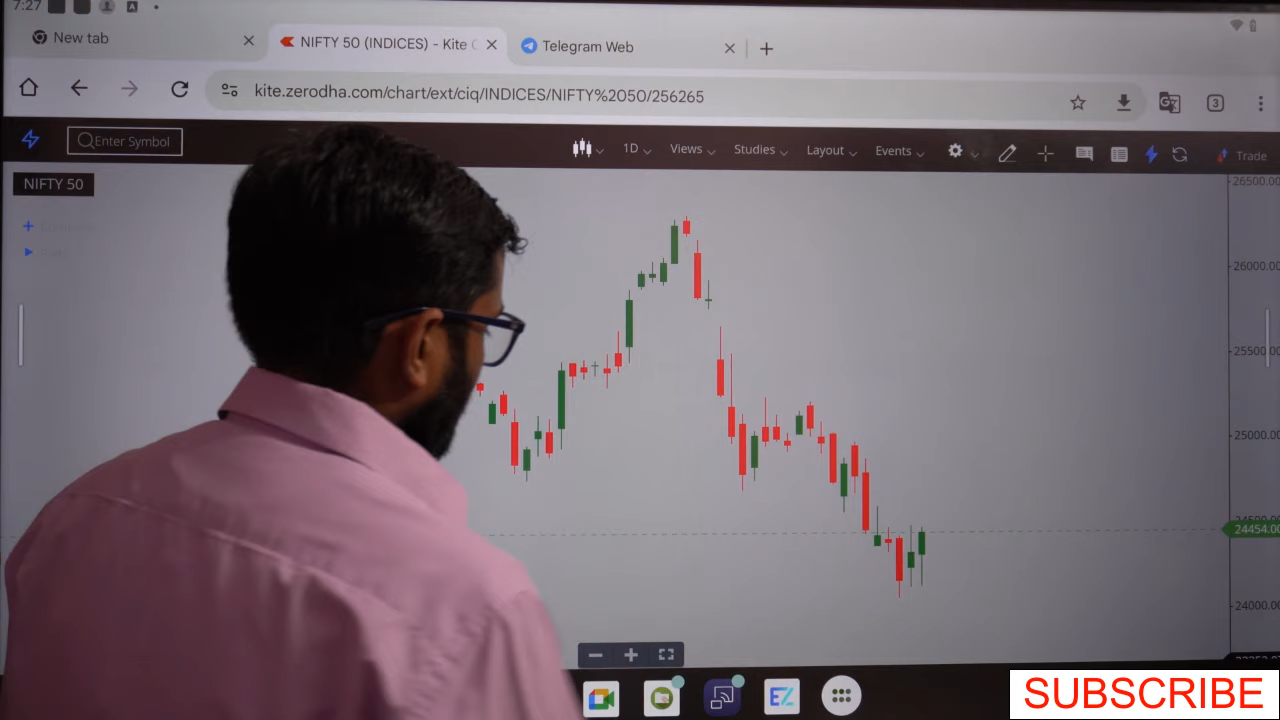 7:27
New tab
NIFTY 50 (INDICES) - Kite
Telegram Web
kite.zerodha.com/chart/ext/ciq/INDICES/NIFTY%2050/256265
3
Enter Symbol
1D
Views
Studies
Layout
Events
Trade
NIFTY 50
26500.00
26000.00
25500.00
25000.00
24454.00
24000.00
SUBSCRIBE